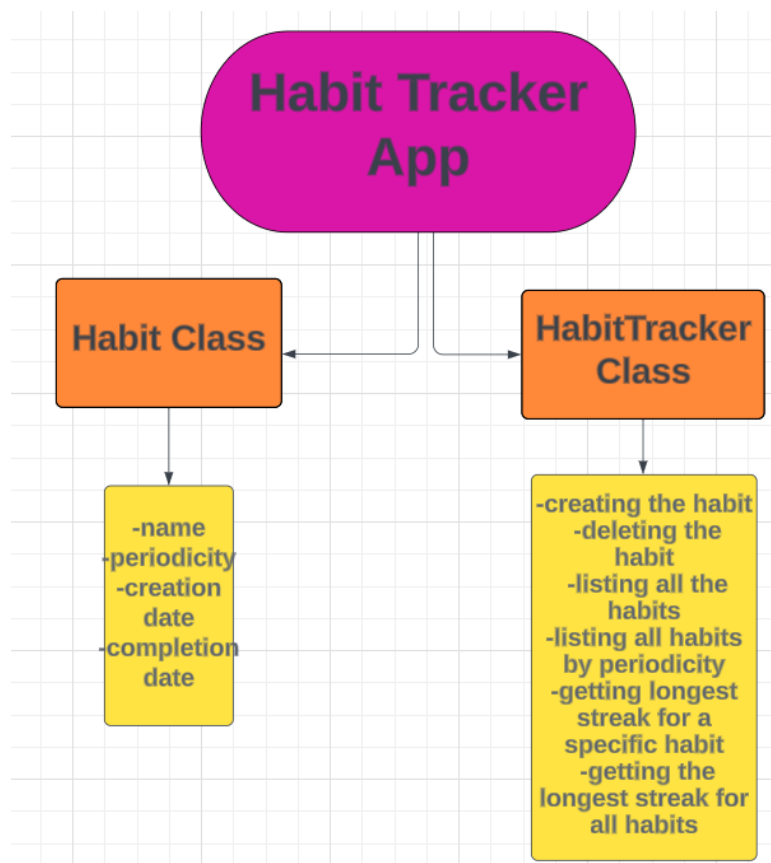 Habit Tracker
App
Habit Class
HabitTracker
Class
-name
-periodicity
-creation
date
-completion
date
-creating the habit
-deleting the
habit
-listing all the
habits
-listing all habits
by periodicity
-getting longest
streak for a
specific habit
-getting the
longest streak for
all habits